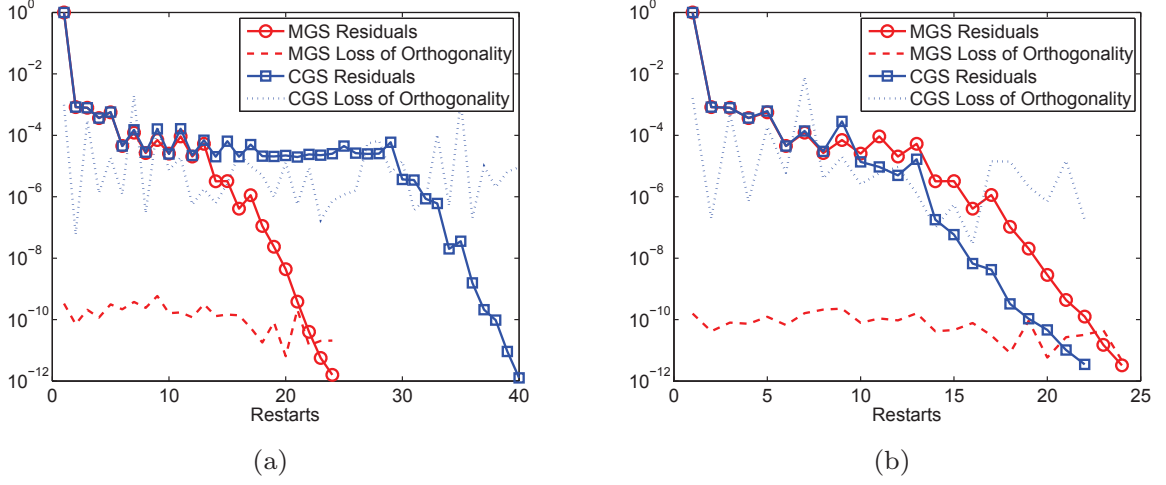 10^0
10^−2
10^−4
10^−6
10^−8
10^−10
10^−12
0
10
20
30
40
Restarts
MGS Residuals
MGS Loss of Orthogonality
CGS Residuals
CGS Loss of Orthogonality
(a)
10^0
10^−2
10^−4
10^−6
10^−8
10^−10
10^−12
0
5
10
15
20
25
Restarts
MGS Residuals
MGS Loss of Orthogonality
CGS Residuals
CGS Loss of Orthogonality
(b)